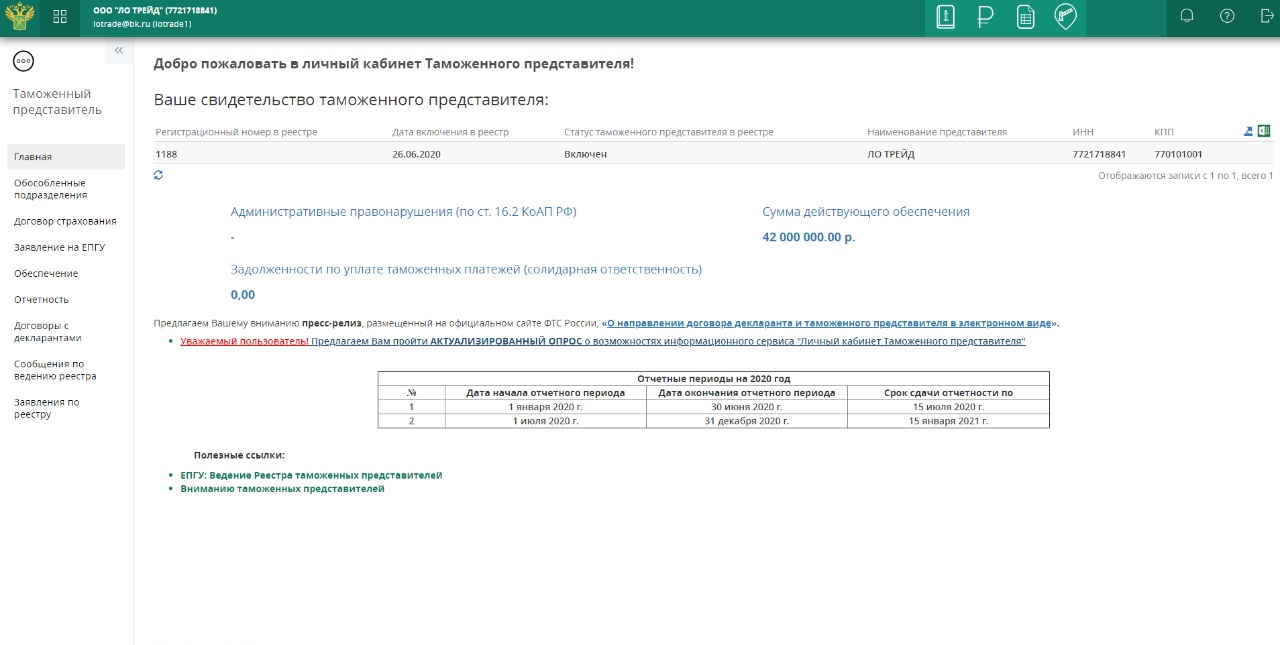 ООО "ЛО ТРЕЙД" (7721718841)
lotrade@bk.ru (lotrade1)
«
Таможенный
представитель
Главная
Обособленные
подразделения
Договор страхования
Заявление на ЕПГУ
Обеспечение
Отчетность
Договоры с
декларантами
Сообщения по
ведению реестра
Заявления по
реестру
Добро пожаловать в личный кабинет Таможенного представителя!
Ваше свидетельство таможенного представителя:
Регистрационный номер в реестре Дата включения в реестр Статус таможенного представителя в реестре Наименование представителя ИНН КПП
1188 26.06.2020 Включен ЛО ТРЕЙД 7721718841 770101001
Отображаются записи с 1 по 1, всего 1
Административные правонарушения (по ст. 16.2 КоАП РФ) Сумма действующего обеспечения
- 42 000 000.00 р.
Задолженности по уплате таможенных платежей (солидарная ответственность)
0,00
Предлагаем Вашему вниманию пресс-релиз, размещенный на официальном сайте ФТС России, «О направлении договора декларанта и таможенного представителя в электронном виде».
• Уважаемый пользователь! Предлагаем Вам пройти АКТУАЛИЗИРОВАННЫЙ ОПРОС о возможностях информационного сервиса "Личный кабинет Таможенного представителя"
Отчетные периоды на 2020 год
№ Дата начала отчетного периода Дата окончания отчетного периода Срок сдачи отчетности по
1 1 января 2020 г. 30 июня 2020 г. 15 июля 2020 г.
2 1 июля 2020 г. 31 декабря 2020 г. 15 января 2021 г.
Полезные ссылки:
• ЕПГУ: Ведение Реестра таможенных представителей
• Вниманию таможенных представителей